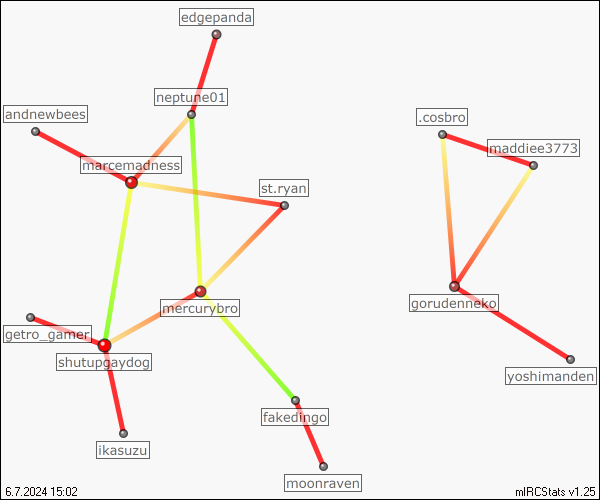 edgepanda
neptune01
andnewbees
.cosbro
maddiee3773
marcemadness
st.ryan
mercurybro
gorudenneko
getro_gamer
shutupgaydog
yoshimanden
fakedingo
ikasuzu
moonraven
6.7.2024 15:02
mIRCStats v1.25